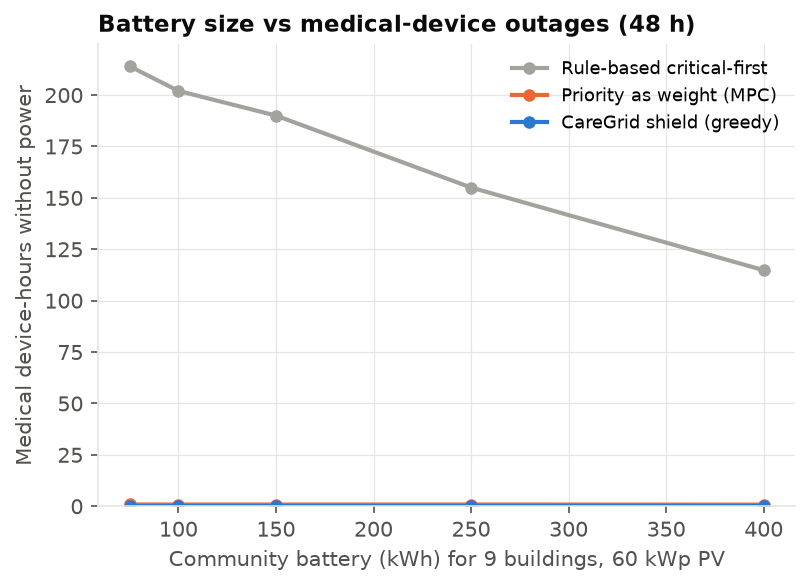 Battery size vs medical-device outages (48 h)
Rule-based critical-first
Priority as weight (MPC)
CareGrid shield (greedy)
Medical device-hours without power
200
175
150
125
100
75
50
25
0
100
150
200
250
300
350
400
Community battery (kWh) for 9 buildings, 60 kWp PV